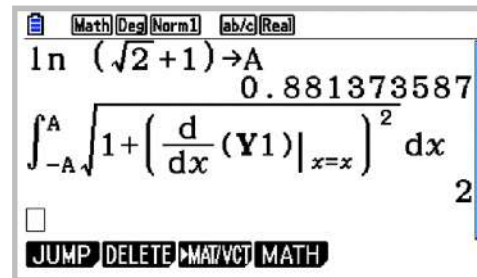 Math Deg Norm1 ab/c Real
ln (√2+1)→A
0.881373587
∫_{-A}^{A} √(1+(d/dx (Y1)|x=x)²) dx
2
JUMP DELETE ▶MAT/VCT MATH